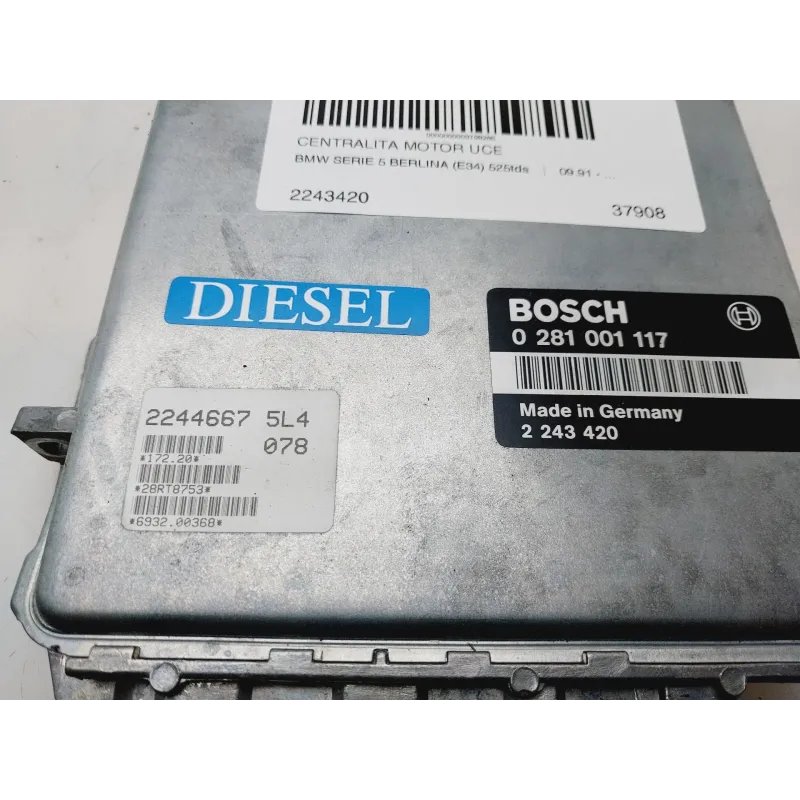 CENTRALITA MOTOR UCE
BMW SERIE 5 BERLINA (E34) 525tds | 09.91 - ...
2243420
37908
DIESEL
BOSCH
0 281 001 117
Made in Germany
2 243 420
2244667 5L4
078
*172.20*
*28RT8753*
*6932.00368*